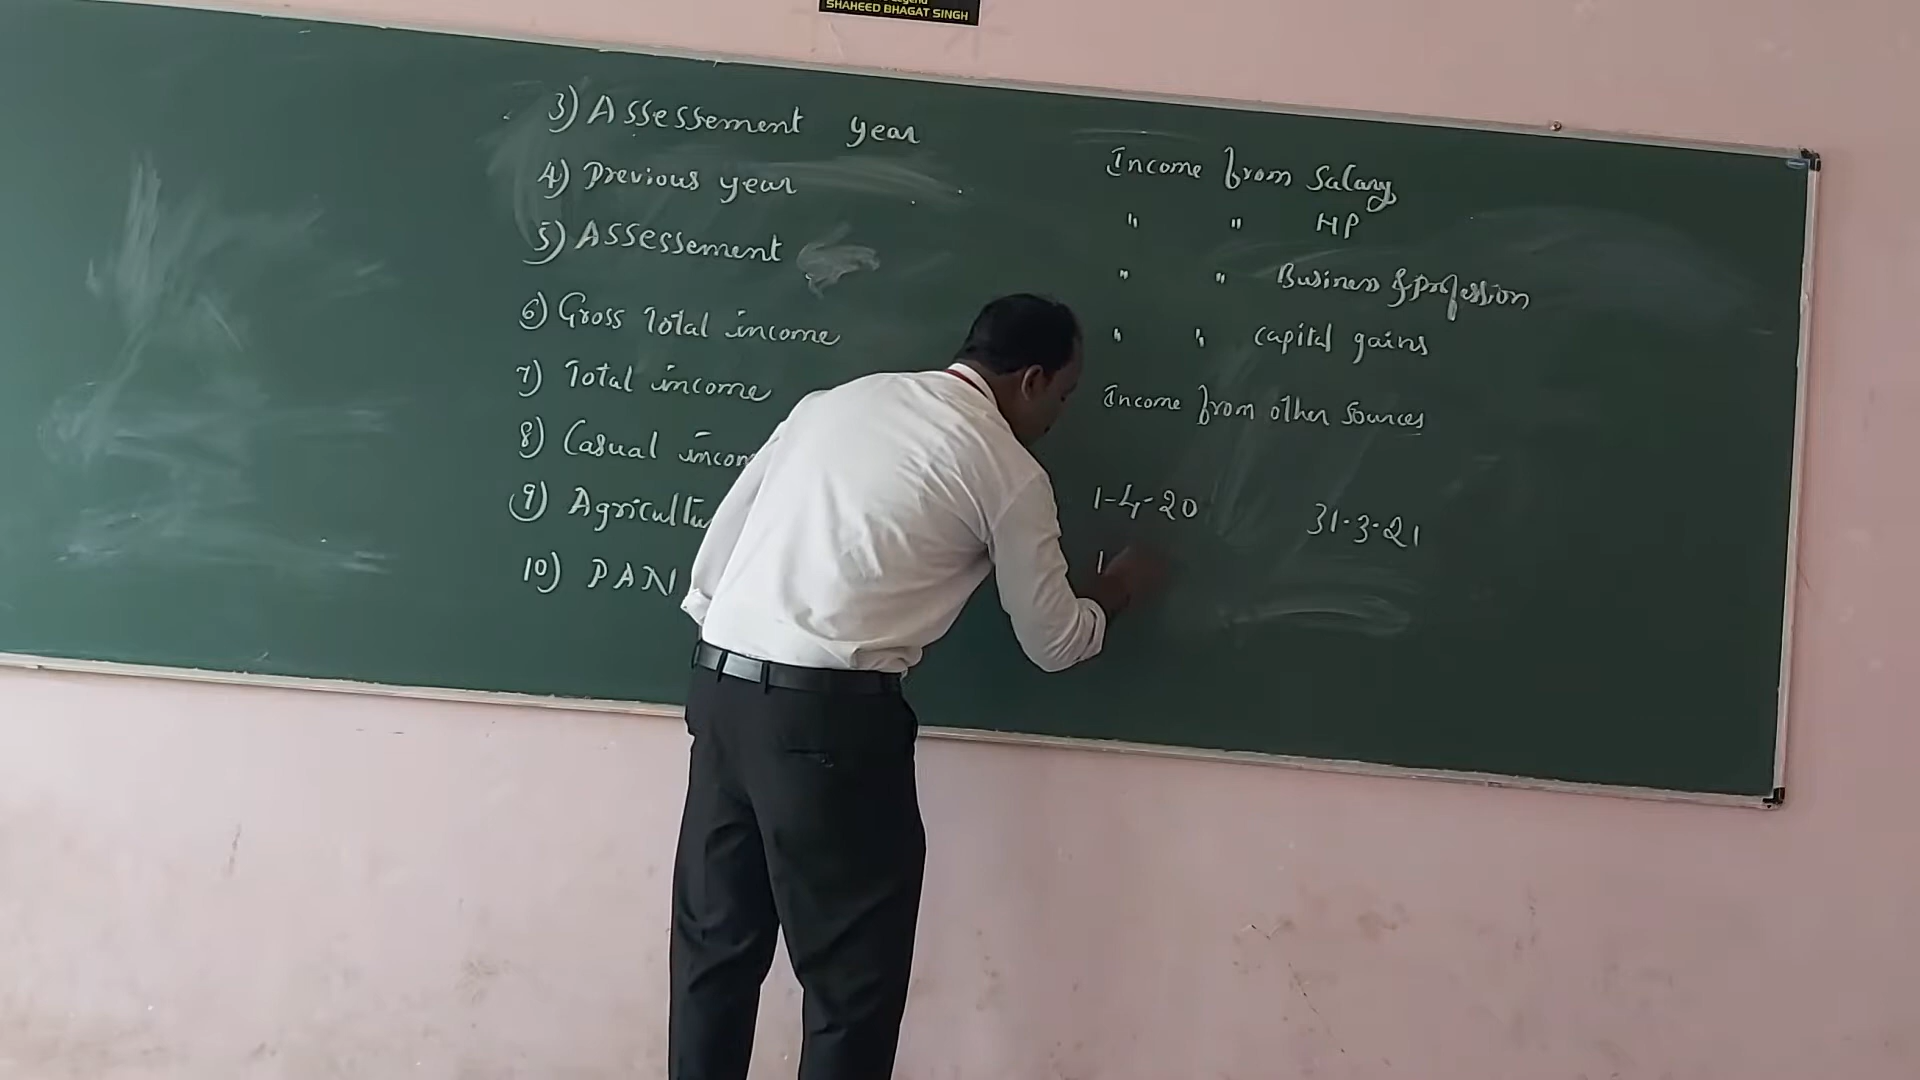 SHAHEED BHAGAT SINGH
3) Assessement year
4) Previous year
5) Assessement
6) Gross Total income
7) Total income
8) Casual
9)
10) PAN
Income from Salary
" " HP
" " Business & profession
" " capital gains
Income from other Sources
1-4-20 31-3-21
1